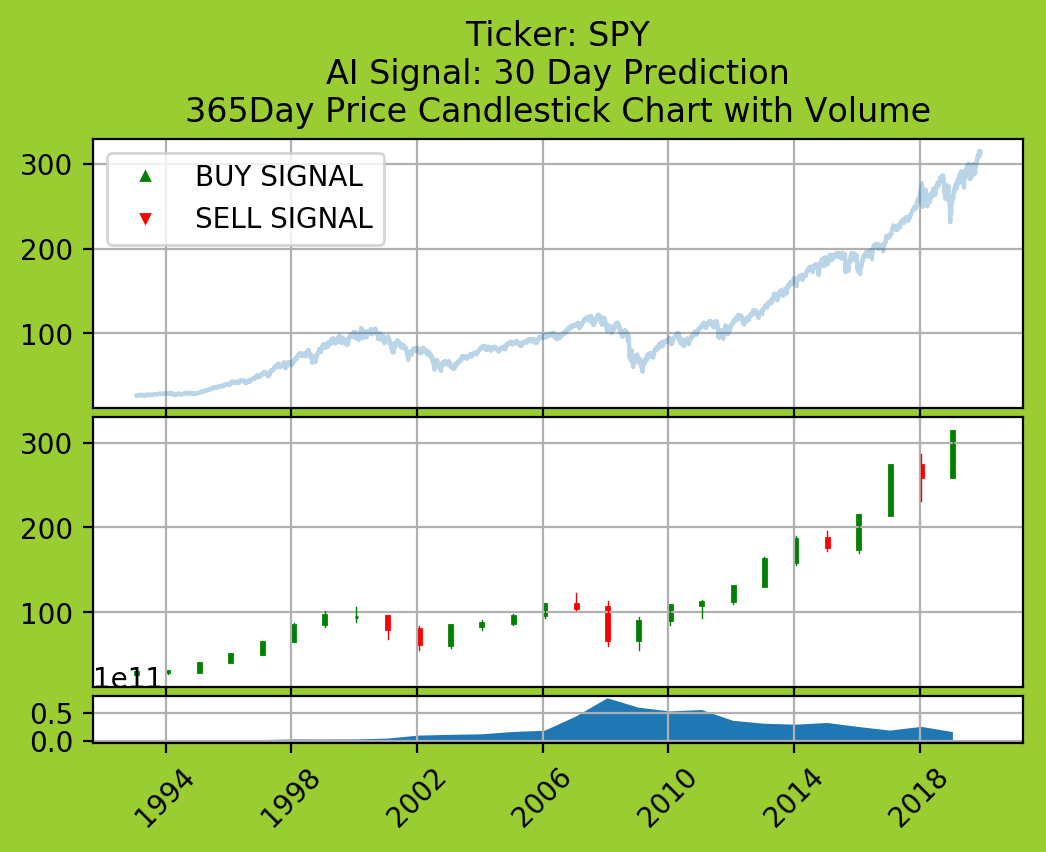 Ticker: SPY
AI Signal: 30 Day Prediction
365Day Price Candlestick Chart with Volume
300
200
100
BUY SIGNAL
SELL SIGNAL
300
200
100
1e11
0.5
0.0
1994
1998
2002
2006
2010
2014
2018